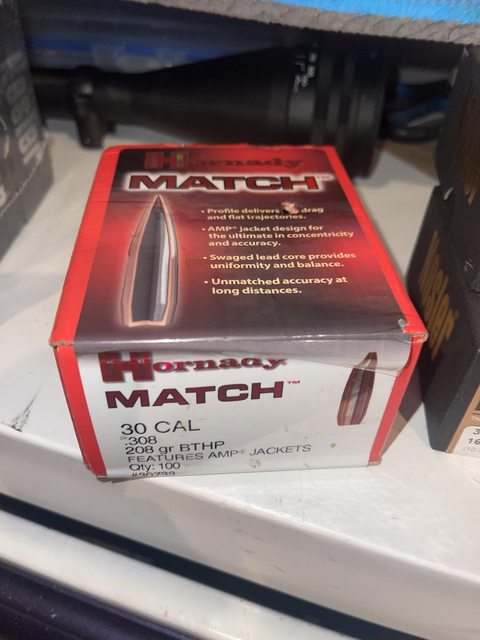 Hornady
MATCH™
• Profile delivers drag
and flat trajectories.
• AMP® jacket design for
the ultimate in concentricity
and accuracy.
• Swaged lead core provides
uniformity and balance.
• Unmatched accuracy at
long distances.
Hornady
MATCH™
30 CAL
.308
208 gr BTHP
FEATURES AMP® JACKETS
Qty: 100